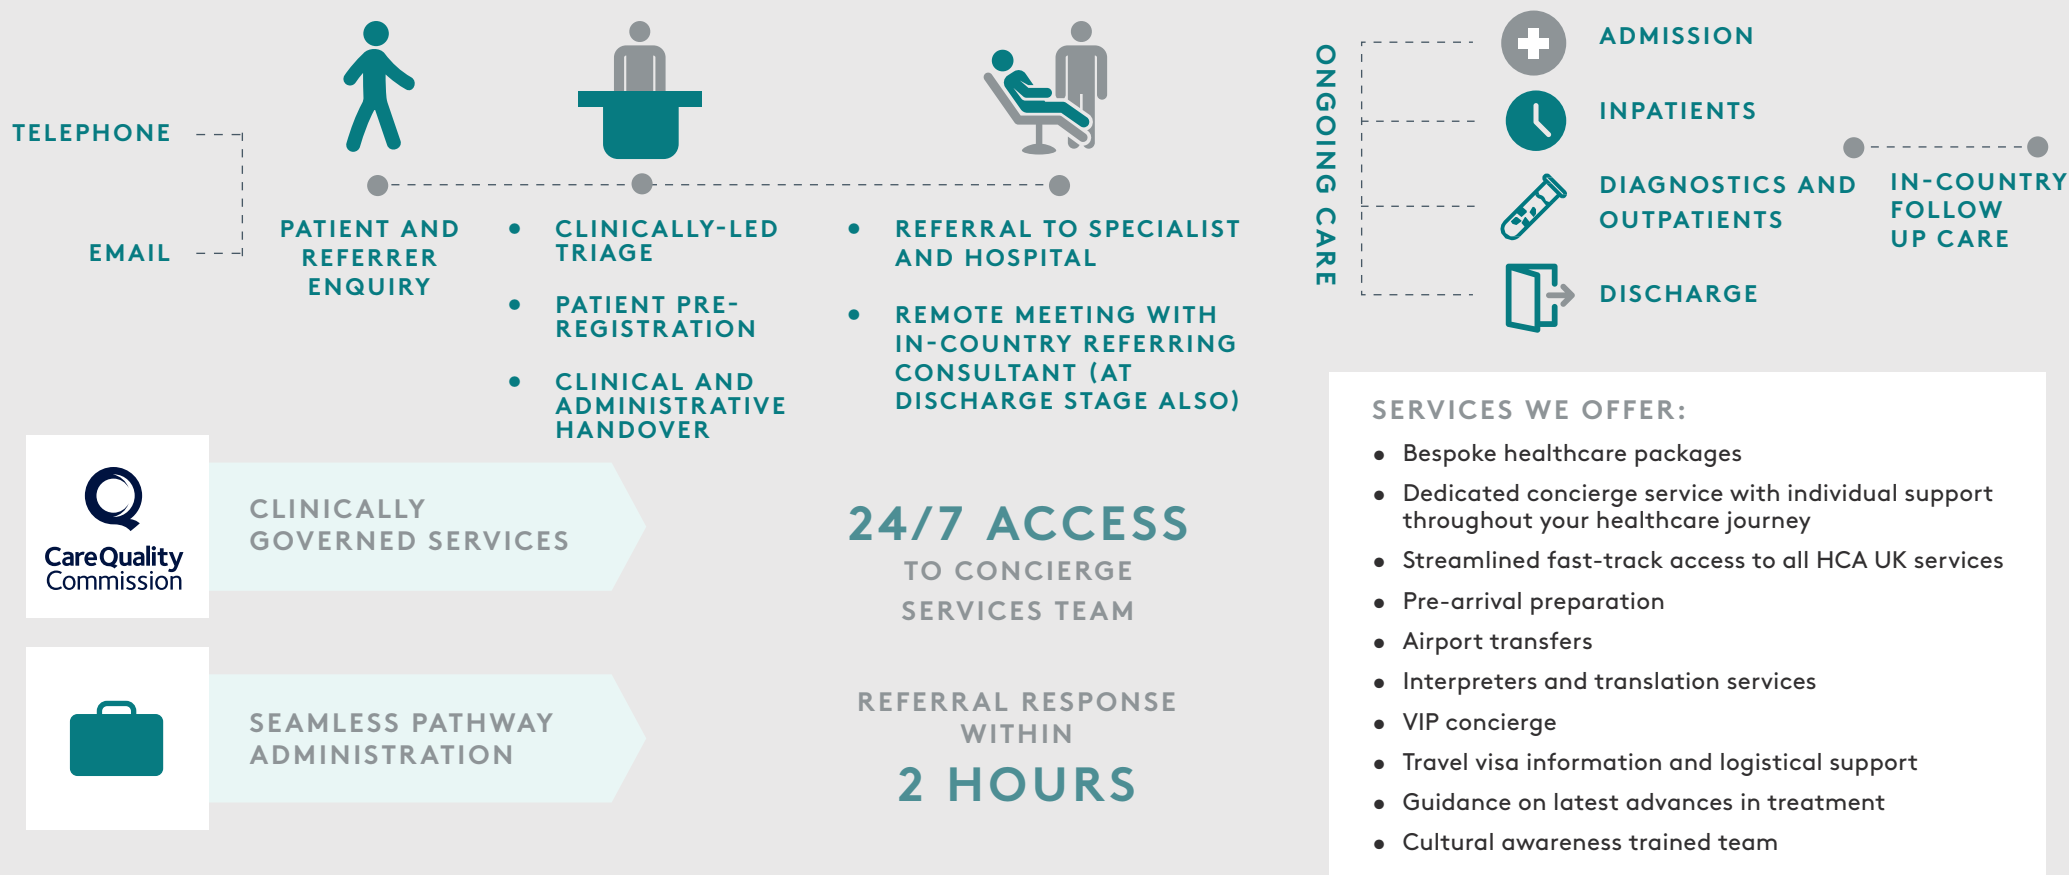 TELEPHONE
EMAIL
PATIENT AND
REFERRER
ENQUIRY
• CLINICALLY-LED
TRIAGE
• PATIENT PRE-
REGISTRATION
• CLINICAL AND
ADMINISTRATIVE
HANDOVER
• REFERRAL TO SPECIALIST
AND HOSPITAL
• REMOTE MEETING WITH
IN-COUNTRY REFERRING
CONSULTANT (AT
DISCHARGE STAGE ALSO)
ONGOING CARE
ADMISSION
INPATIENTS
DIAGNOSTICS AND
OUTPATIENTS
DISCHARGE
IN-COUNTRY
FOLLOW
UP CARE
CareQuality
Commission
CLINICALLY
GOVERNED SERVICES
SEAMLESS PATHWAY
ADMINISTRATION
24/7 ACCESS
TO CONCIERGE
SERVICES TEAM
REFERRAL RESPONSE
WITHIN
2 HOURS
SERVICES WE OFFER:
• Bespoke healthcare packages
• Dedicated concierge service with individual support
throughout your healthcare journey
• Streamlined fast-track access to all HCA UK services
• Pre-arrival preparation
• Airport transfers
• Interpreters and translation services
• VIP concierge
• Travel visa information and logistical support
• Guidance on latest advances in treatment
• Cultural awareness trained team